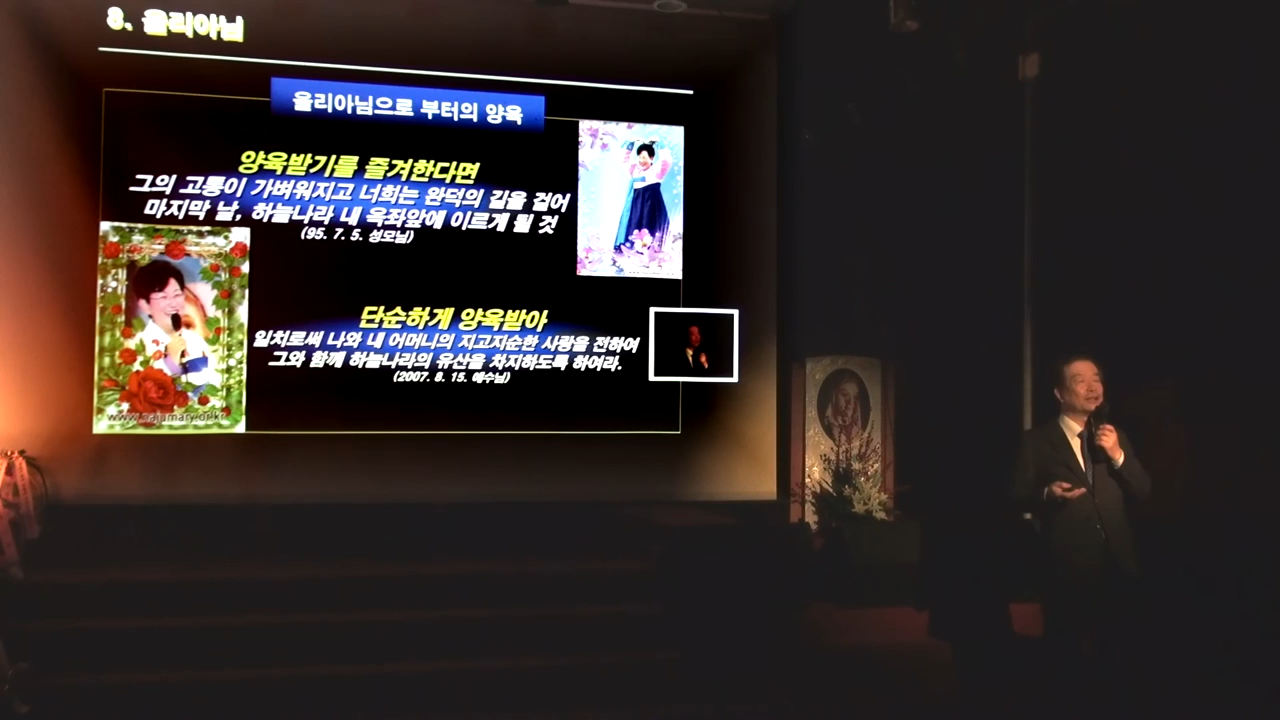 8. 율리아님
율리아님으로 부터의 양육
양육받기를 즐겨한다면
그의 고통이 가벼워지고 너희는 완덕의 길을 걸어
마지막 날, 하늘나라 내 옥좌앞에 이르게 될 것
(95. 7. 5. 성모님)
단순하게 양육받아
일치로써 나와 내 어머니의 지고지순한 사랑을 전하여
그와 함께 하늘나라의 유산을 차지하도록 하여라.
(2007. 8. 15. 예수님)
www.najumary.or.kr